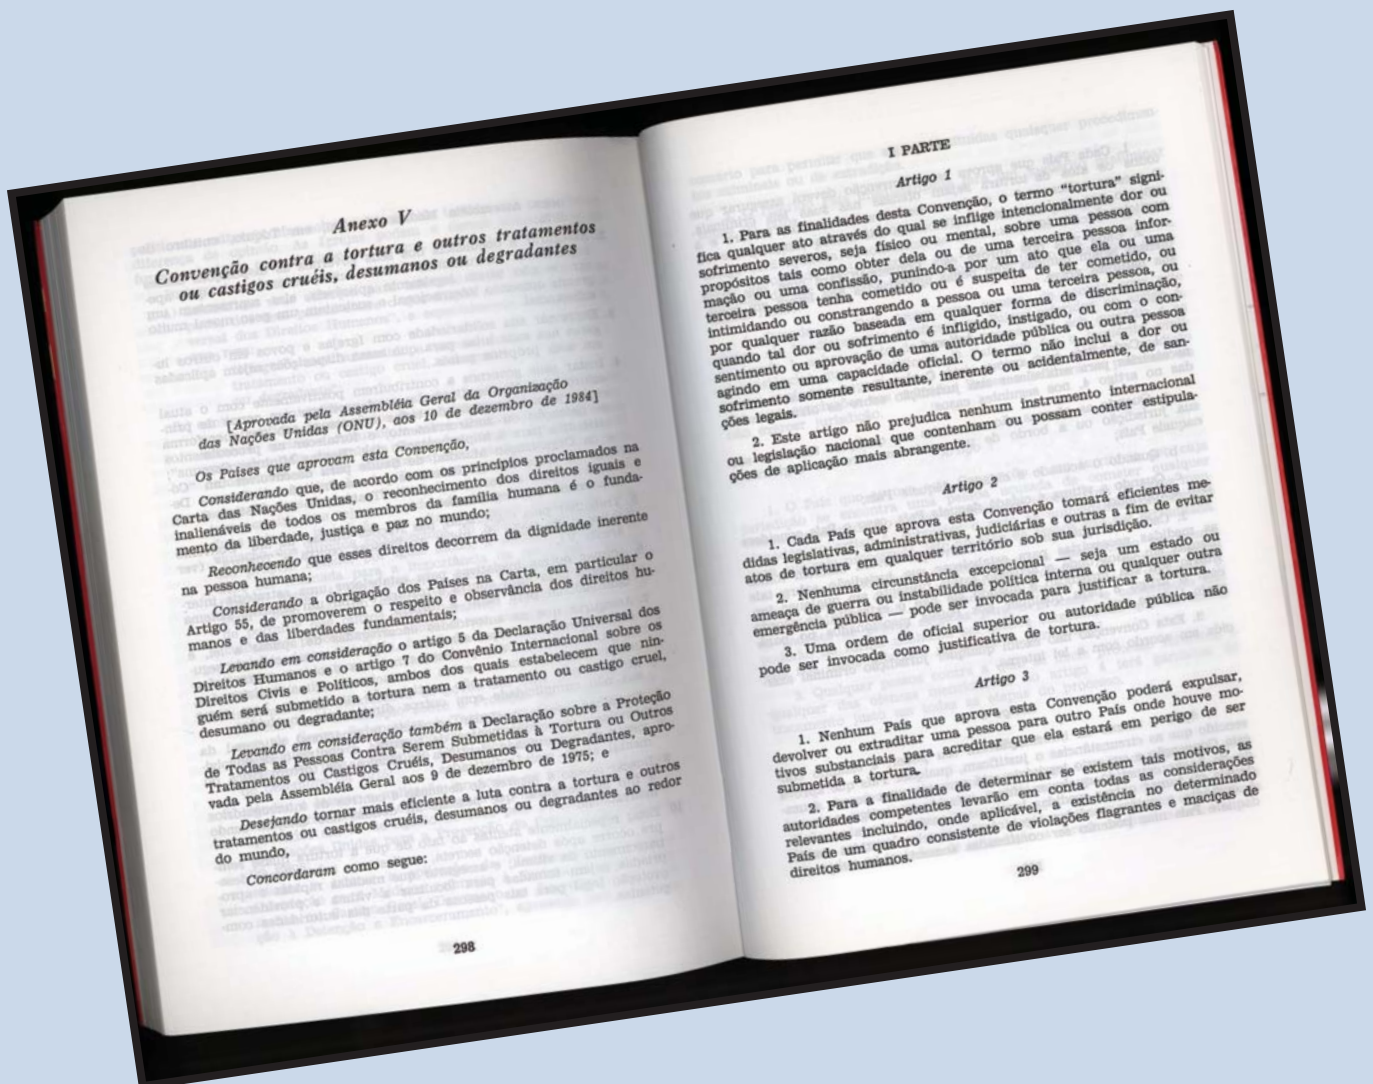 Anexo V
Convenção contra a tortura e outros tratamentos
ou castigos cruéis, desumanos ou degradantes
[Aprovada pela Assembléia Geral da Organização
das Nações Unidas (ONU), aos 10 de dezembro de 1984]
Os Países que aprovam esta Convenção,
Considerando que, de acordo com os princípios proclamados na
Carta das Nações Unidas, o reconhecimento dos direitos iguais e
inalienáveis de todos os membros da família humana é o funda-
mento da liberdade, justiça e paz no mundo;
Reconhecendo que esses direitos decorrem da dignidade inerente
na pessoa humana;
Considerando a obrigação dos Países na Carta, em particular o
Artigo 55, de promoverem o respeito e observância dos direitos hu-
manos e das liberdades fundamentais;
Levando em consideração o artigo 5 da Declaração Universal dos
Direitos Humanos e o artigo 7 do Convênio Internacional sobre os
Direitos Civis e Políticos, ambos dos quais estabelecem que nin-
guém será submetido a tortura nem a tratamento ou castigo cruel,
desumano ou degradante;
Levando em consideração também a Declaração sobre a Proteção
de Todas as Pessoas Contra Serem Submetidas à Tortura ou Outros
Tratamentos ou Castigos Cruéis, Desumanos ou Degradantes, apro-
vada pela Assembléia Geral aos 9 de dezembro de 1975; e
Desejando tornar mais eficiente a luta contra a tortura e outros
tratamentos ou castigos cruéis, desumanos ou degradantes ao redor
do mundo,
Concordaram como segue:
298
I PARTE
Artigo 1
1. Para as finalidades desta Convenção, o termo "tortura" signi-
fica qualquer ato através do qual se inflige intencionalmente dor ou
sofrimento severos, seja físico ou mental, sobre uma pessoa com
propósitos tais como obter dela ou de uma terceira pessoa infor-
mação ou uma confissão, punindo-a por um ato que ela ou uma
terceira pessoa tenha cometido ou é suspeita de ter cometido, ou
intimidando ou constrangendo a pessoa ou uma terceira pessoa, ou
por qualquer razão baseada em qualquer forma de discriminação,
quando tal dor ou sofrimento é infligido, instigado, ou com o con-
sentimento ou aprovação de uma autoridade pública ou outra pessoa
agindo em uma capacidade oficial. O termo não inclui a dor ou
sofrimento somente resultante, inerente ou acidentalmente, de san-
ções legais.
2. Este artigo não prejudica nenhum instrumento internacional
ou legislação nacional que contenham ou possam conter estipula-
ções de aplicação mais abrangente.
Artigo 2
1. Cada País que aprova esta Convenção tomará eficientes me-
didas legislativas, administrativas, judiciárias e outras a fim de evitar
atos de tortura em qualquer território sob sua jurisdição.
2. Nenhuma circunstância excepcional — seja um estado ou
ameaça de guerra ou instabilidade política interna ou qualquer outra
emergência pública — pode ser invocada para justificar a tortura.
3. Uma ordem de oficial superior ou autoridade pública não
pode ser invocada como justificativa de tortura.
Artigo 3
1. Nenhum País que aprova esta Convenção poderá expulsar,
devolver ou extraditar uma pessoa para outro País onde houve mo-
tivos substanciais para acreditar que ela estará em perigo de ser
submetida a tortura.
2. Para a finalidade de determinar se existem tais motivos, as
autoridades competentes levarão em conta todas as considerações
relevantes incluindo, onde aplicável, a existência no determinado
País de um quadro consistente de violações flagrantes e maciças de
direitos humanos.
299